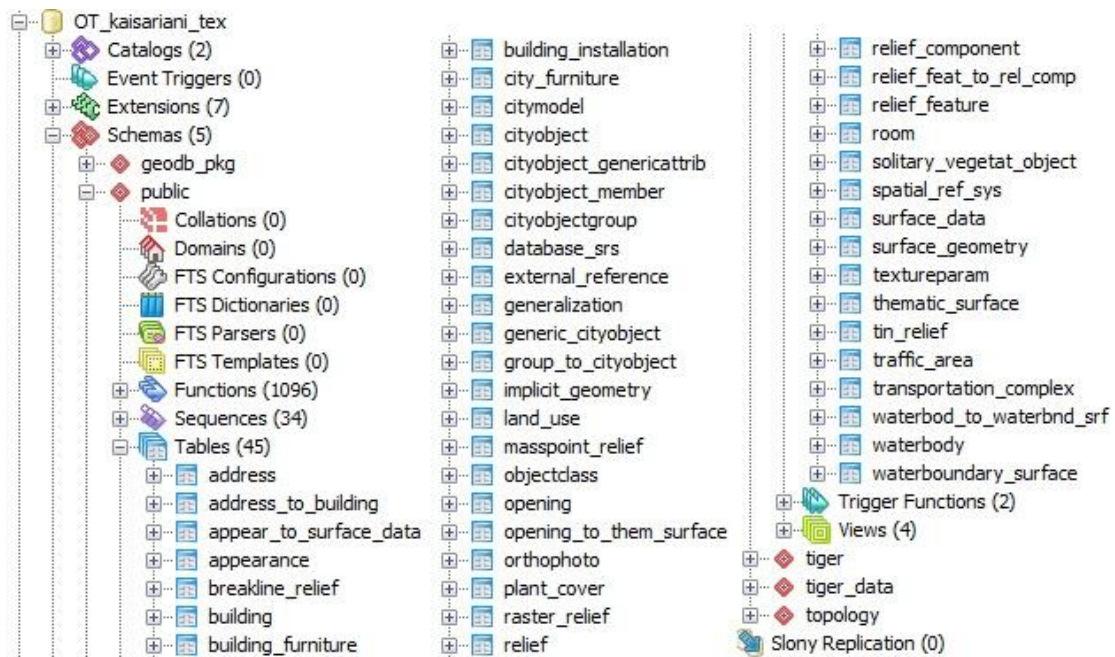 OT_kaisariani_tex
Catalogs (2)
Event Triggers (0)
Extensions (7)
Schemas (5)
geodb_pkg
public
Collations (0)
Domains (0)
FTS Configurations (0)
FTS Dictionaries (0)
FTS Parsers (0)
FTS Templates (0)
Functions (1096)
Sequences (34)
Tables (45)
address
address_to_building
appear_to_surface_data
appearance
breakline_relief
building
building_furniture
building_installation
city_furniture
citymodel
cityobject
cityobject_genericattrib
cityobject_member
cityobjectgroup
database_srs
external_reference
generalization
generic_cityobject
group_to_cityobject
implicit_geometry
land_use
masspoint_relief
objectclass
opening
opening_to_them_surface
orthophoto
plant_cover
raster_relief
relief
relief_component
relief_feat_to_rel_comp
relief_feature
room
solitary_vegetat_object
spatial_ref_sys
surface_data
surface_geometry
textureparam
thematic_surface
tin_relief
traffic_area
transportation_complex
waterbod_to_waterbnd_srf
waterbody
waterboundary_surface
Trigger Functions (2)
Views (4)
tiger
tiger_data
topology
Slony Replication (0)